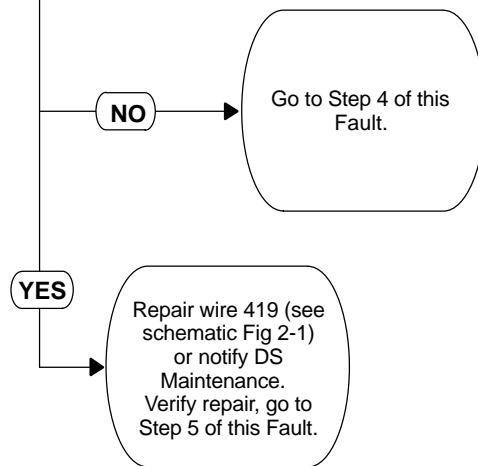 NO
Go to Step 4 of this
Fault.
YES
Repair wire 419 (see
schematic Fig 2-1)
or notify DS
Maintenance.
Verify repair, go to
Step 5 of this Fault.